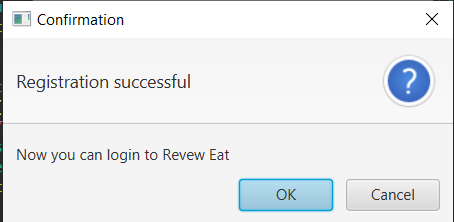 Confirmation
Registration successful
?
Now you can login to Revew Eat
OK
Cancel